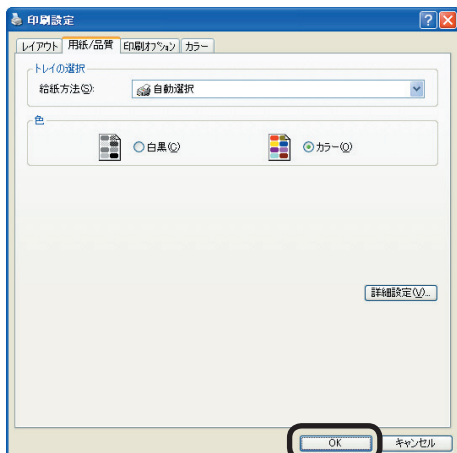 印刷設定
レイアウト 用紙/品質 印刷ｵﾌﾟｼｮﾝ カラー
トレイの選択
給紙方法(S): 自動選択
色
白黒(C) カラー(O)
詳細設定(V)...
OK キャンセル